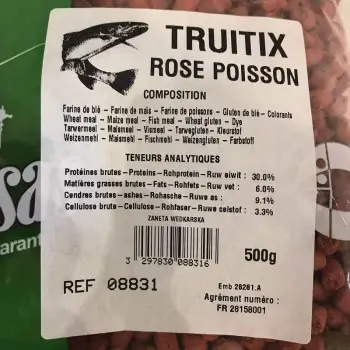 TRUITIX
ROSE POISSON
COMPOSITION
Farine de blé – Farine de maïs – Farine de poissons – Gluten de blé – Colorants
Wheat meal – Maize meal – Fish meal – Wheat gluten – Dye
Tarwemeel – Maismeel – Vismeel – Tarwegluten – Kleurstof
Weizenmehl – Maismehl – Fischmehl – Weizengluten – Farbstoff
TENEURS ANALYTIQUES
Protéines brutes – Proteins – Rohprotein – Ruw eiwit : 30.0%
Matières grasses brutes – Fats – Rohfets – Ruw vet : 6.0%
Cendres brutes – ashes – Rohasche – Ruwe as : 9.1%
Cellulose brute – Cellulose – Rohfaser – Ruwe celstof : 3.3%
ZANETA WEDKARSKA
3 297830 088316
500g
REF 08831
Emb 28281.A
Agrément numéro :
FR 28158001
sa
arant